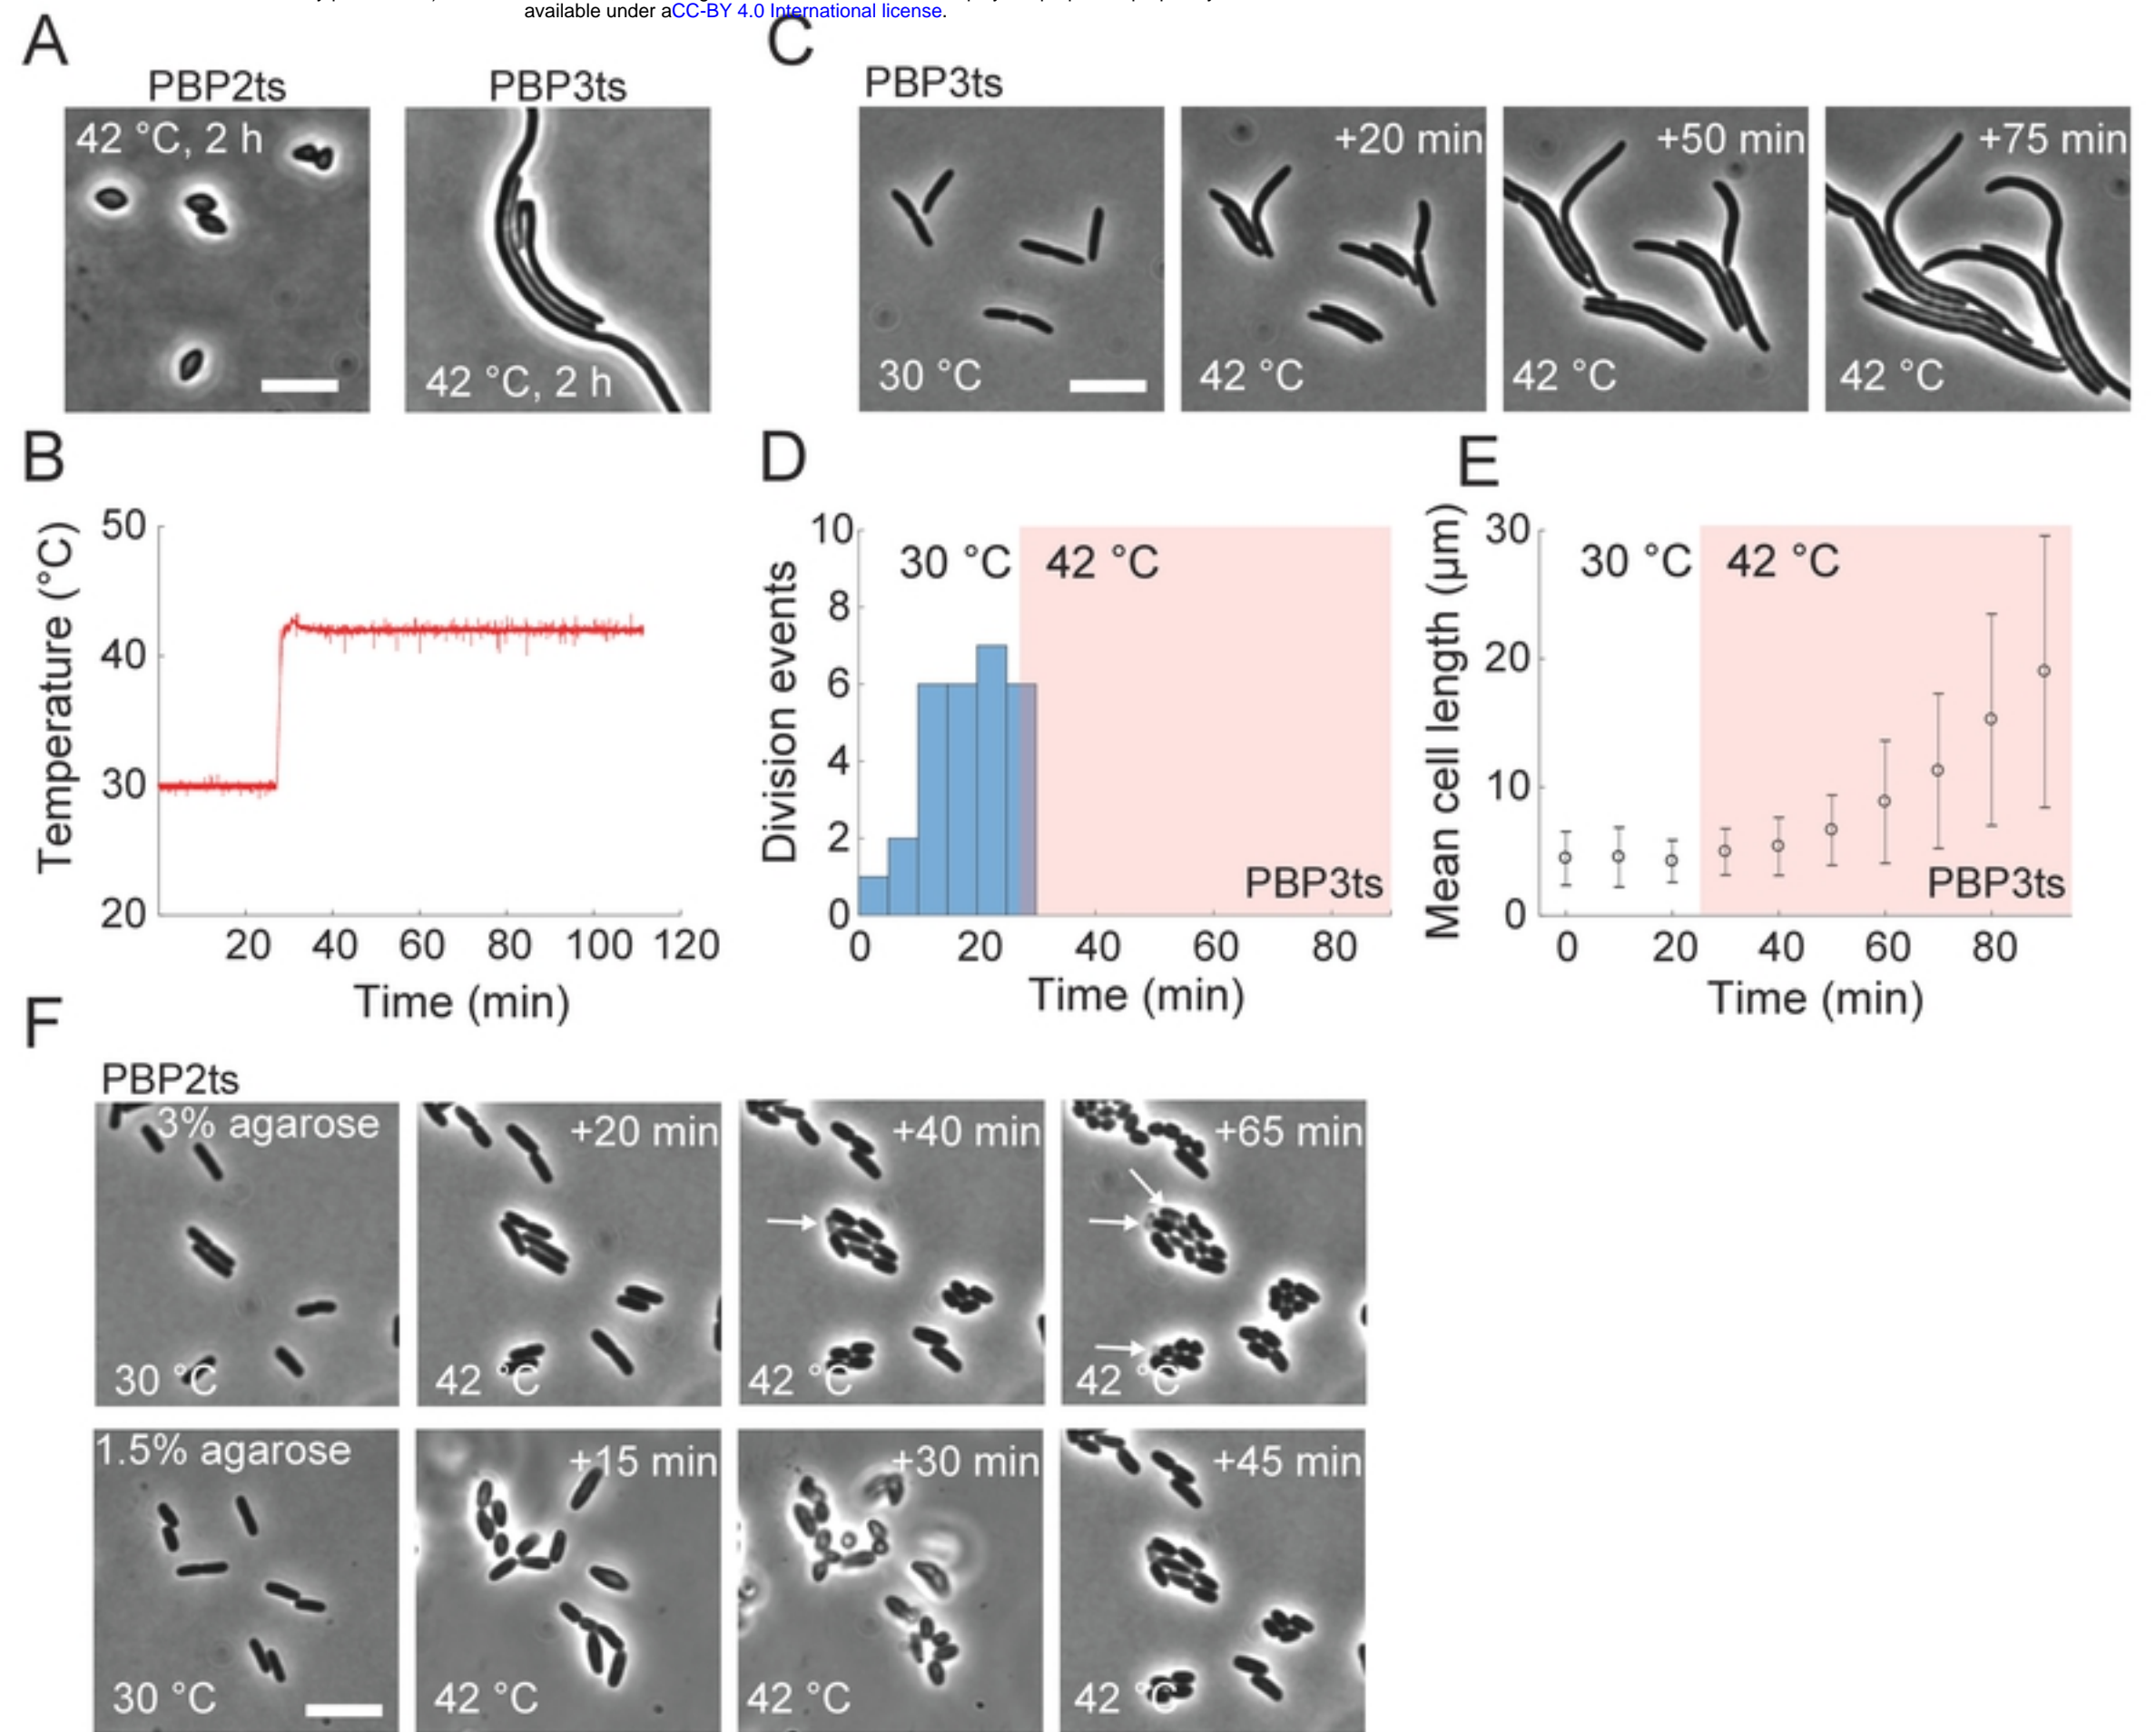 available under aCC-BY 4.0 International license.
A
PBP2ts
42 °C, 2 h
PBP3ts
42 °C, 2 h
C
PBP3ts
30 °C
+20 min
42 °C
+50 min
42 °C
+75 min
42 °C
B
Temperature (°C)
50
40
30
20
20 40 60 80 100 120
Time (min)
D
Division events
10
8
6
4
2
0
30 °C 42 °C
PBP3ts
0 20 40 60 80
Time (min)
E
Mean cell length (µm)
30
20
10
0
30 °C 42 °C
PBP3ts
0 20 40 60 80
Time (min)
F
PBP2ts
3% agarose
30 °C
+20 min
42 °C
+40 min
42 °C
+65 min
42 °C
1.5% agarose
30 °C
+15 min
42 °C
+30 min
42 °C
+45 min
42 °C